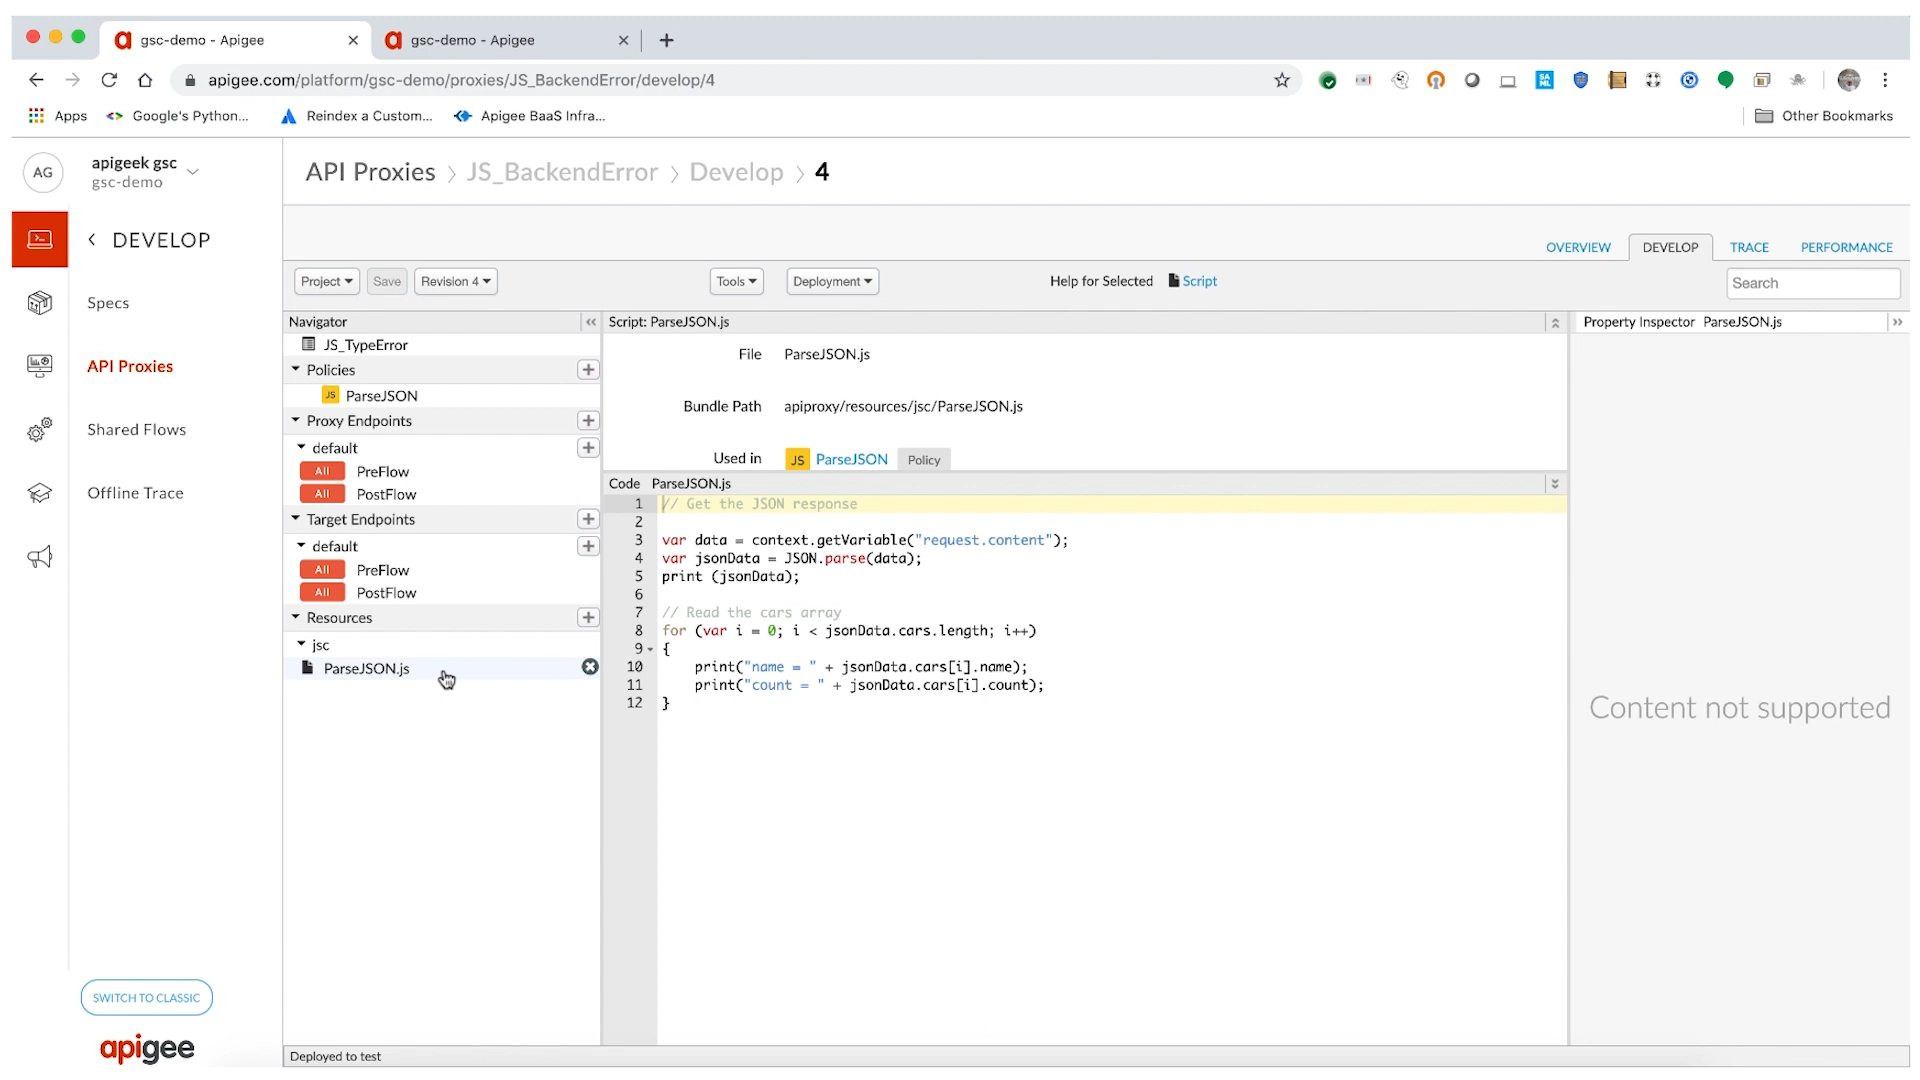 gsc-demo - Apigee
gsc-demo - Apigee
apigee.com/platform/gsc-demo/proxies/JS_BackendError/develop/4
Apps
Google's Python...
Reindex a Custom...
Apigee BaaS Infra...
Other Bookmarks
AG
apigeek gsc
gsc-demo
API Proxies
JS_BackendError
Develop
4
DEVELOP
Specs
API Proxies
Shared Flows
Offline Trace
SWITCH TO CLASSIC
apigee
OVERVIEW
DEVELOP
TRACE
PERFORMANCE
Project
Save
Revision 4
Tools
Deployment
Help for Selected
Script
Search
Navigator
JS_TypeError
Policies
JS ParseJSON
Proxy Endpoints
default
All PreFlow
All PostFlow
Target Endpoints
default
All PreFlow
All PostFlow
Resources
jsc
ParseJSON.js
Script: ParseJSON.js
File ParseJSON.js
Bundle Path apiproxy/resources/jsc/ParseJSON.js
Used in JS ParseJSON Policy
Code ParseJSON.js
1 // Get the JSON response
2
3 var data = context.getVariable("request.content");
4 var jsonData = JSON.parse(data);
5 print (jsonData);
6
7 // Read the cars array
8 for (var i = 0; i < jsonData.cars.length; i++)
9 {
10 print("name = " + jsonData.cars[i].name);
11 print("count = " + jsonData.cars[i].count);
12 }
Property Inspector ParseJSON.js
Content not supported
Deployed to test